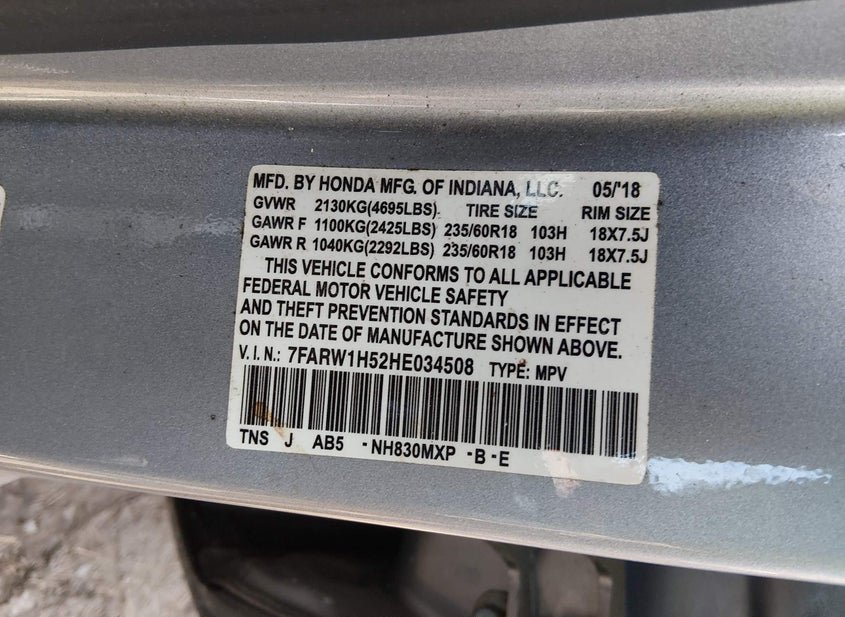 MFD. BY HONDA MFG. OF INDIANA, LLC. 05/'18
GVWR 2130KG(4695LBS) TIRE SIZE RIM SIZE
GAWR F 1100KG(2425LBS) 235/60R18 103H 18X7.5J
GAWR R 1040KG(2292LBS) 235/60R18 103H 18X7.5J
THIS VEHICLE CONFORMS TO ALL APPLICABLE
FEDERAL MOTOR VEHICLE SAFETY
AND THEFT PREVENTION STANDARDS IN EFFECT
ON THE DATE OF MANUFACTURE SHOWN ABOVE.
V.I.N.: 7FARW1H52HE034508 TYPE: MPV
TNS J AB5 -NH830MXP -B-E